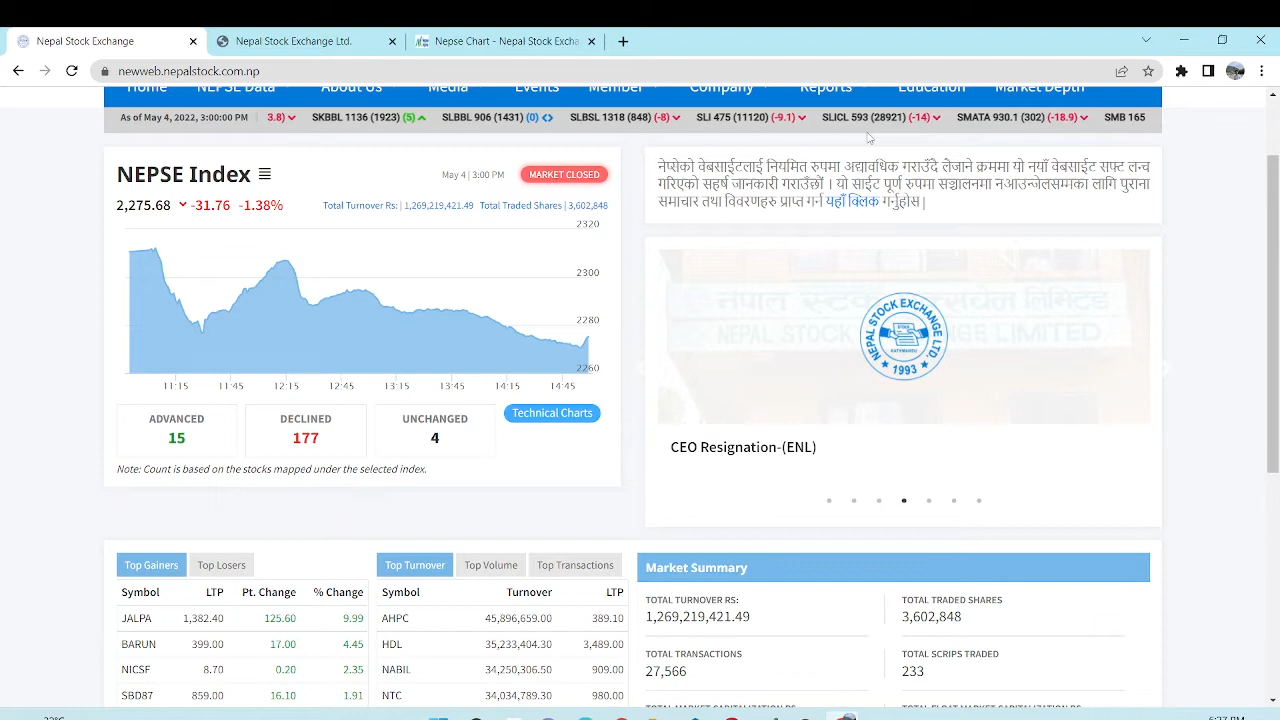 Nepal Stock Exchange
Nepal Stock Exchange Ltd.
Nepse Chart - Nepal Stock Excha
newweb.nepalstock.com.np
Home NEPSE Data About Us Media Events Member Company Reports Education Market Depth
As of May 4, 2022, 3:00:00 PM 3.8) SKBBL 1136 (1923) (5) SLBBL 906 (1431) (0) SLBSL 1318 (848) (-8) SLI 475 (11120) (-9.1) SLICL 593 (28921) (-14) SMATA 930.1 (302) (-18.9) SMB 165
NEPSE Index
May 4 | 3:00 PM
MARKET CLOSED
2,275.68 -31.76 -1.38%
Total Turnover Rs: | 1,269,219,421.49 Total Traded Shares | 3,602,848
2320
2300
2280
2260
11:15 11:45 12:15 12:45 13:15 13:45 14:15 14:45
ADVANCED
15
DECLINED
177
UNCHANGED
4
Technical Charts
Note: Count is based on the stocks mapped under the selected index.
नेप्सेको वेबसाईटलाई नियमित रुपमा अद्यावधिक गराउँदै लेजाने क्रममा यो नयाँ वेबसाईट सफ्ट लन्च
गरिएको सहर्ष जानकारी गराउँछौं । यो साईट पूर्ण रुपमा सञ्चालनमा नआउन्जेलसम्मका लागि पुराना
समाचार तथा विवरणहरु प्राप्त गर्न यहाँ क्लिक गर्नुहोस |
नेपाल स्टक
लिमिटेड
NEPAL STOCK
GE LIMITED
NEPAL STOCK EXCHANGE LTD.
KATHMANDU
1993
CEO Resignation-(ENL)
Top Gainers Top Losers
Symbol LTP Pt. Change % Change
JALPA 1,382.40 125.60 9.99
BARUN 399.00 17.00 4.45
NICSF 8.70 0.20 2.35
SBD87 859.00 16.10 1.91
Top Turnover Top Volume Top Transactions
Symbol Turnover LTP
AHPC 45,896,659.00 389.10
HDL 35,233,404.30 3,489.00
NABIL 34,250,306.50 909.00
NTC 34,034,789.30 980.00
Market Summary
TOTAL TURNOVER RS:
1,269,219,421.49
TOTAL TRADED SHARES
3,602,848
TOTAL TRANSACTIONS
27,566
TOTAL SCRIPS TRADED
233
TOTAL MARKET CAPITALIZATION RS
TOTAL FLOAT MARKET CAPITALIZATION RS